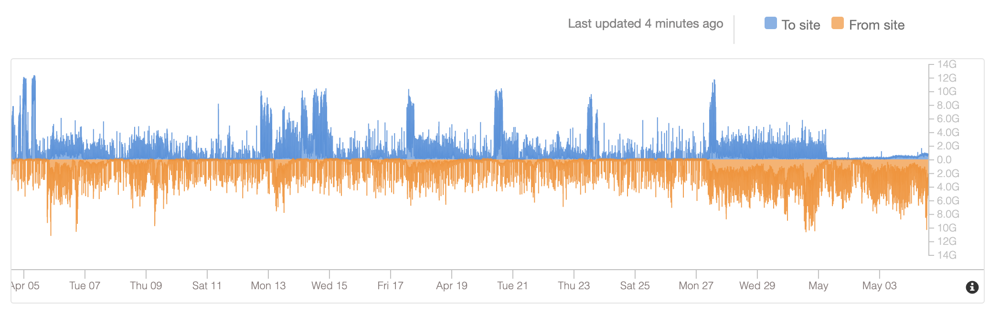 Last updated 4 minutes ago
To site
From site
14G
12G
10G
8.0G
6.0G
4.0G
2.0G
0.0
2.0G
4.0G
6.0G
8.0G
10G
12G
14G
Apr 05 Tue 07 Thu 09 Sat 11 Mon 13 Wed 15 Fri 17 Apr 19 Tue 21 Thu 23 Sat 25 Mon 27 Wed 29 May May 03